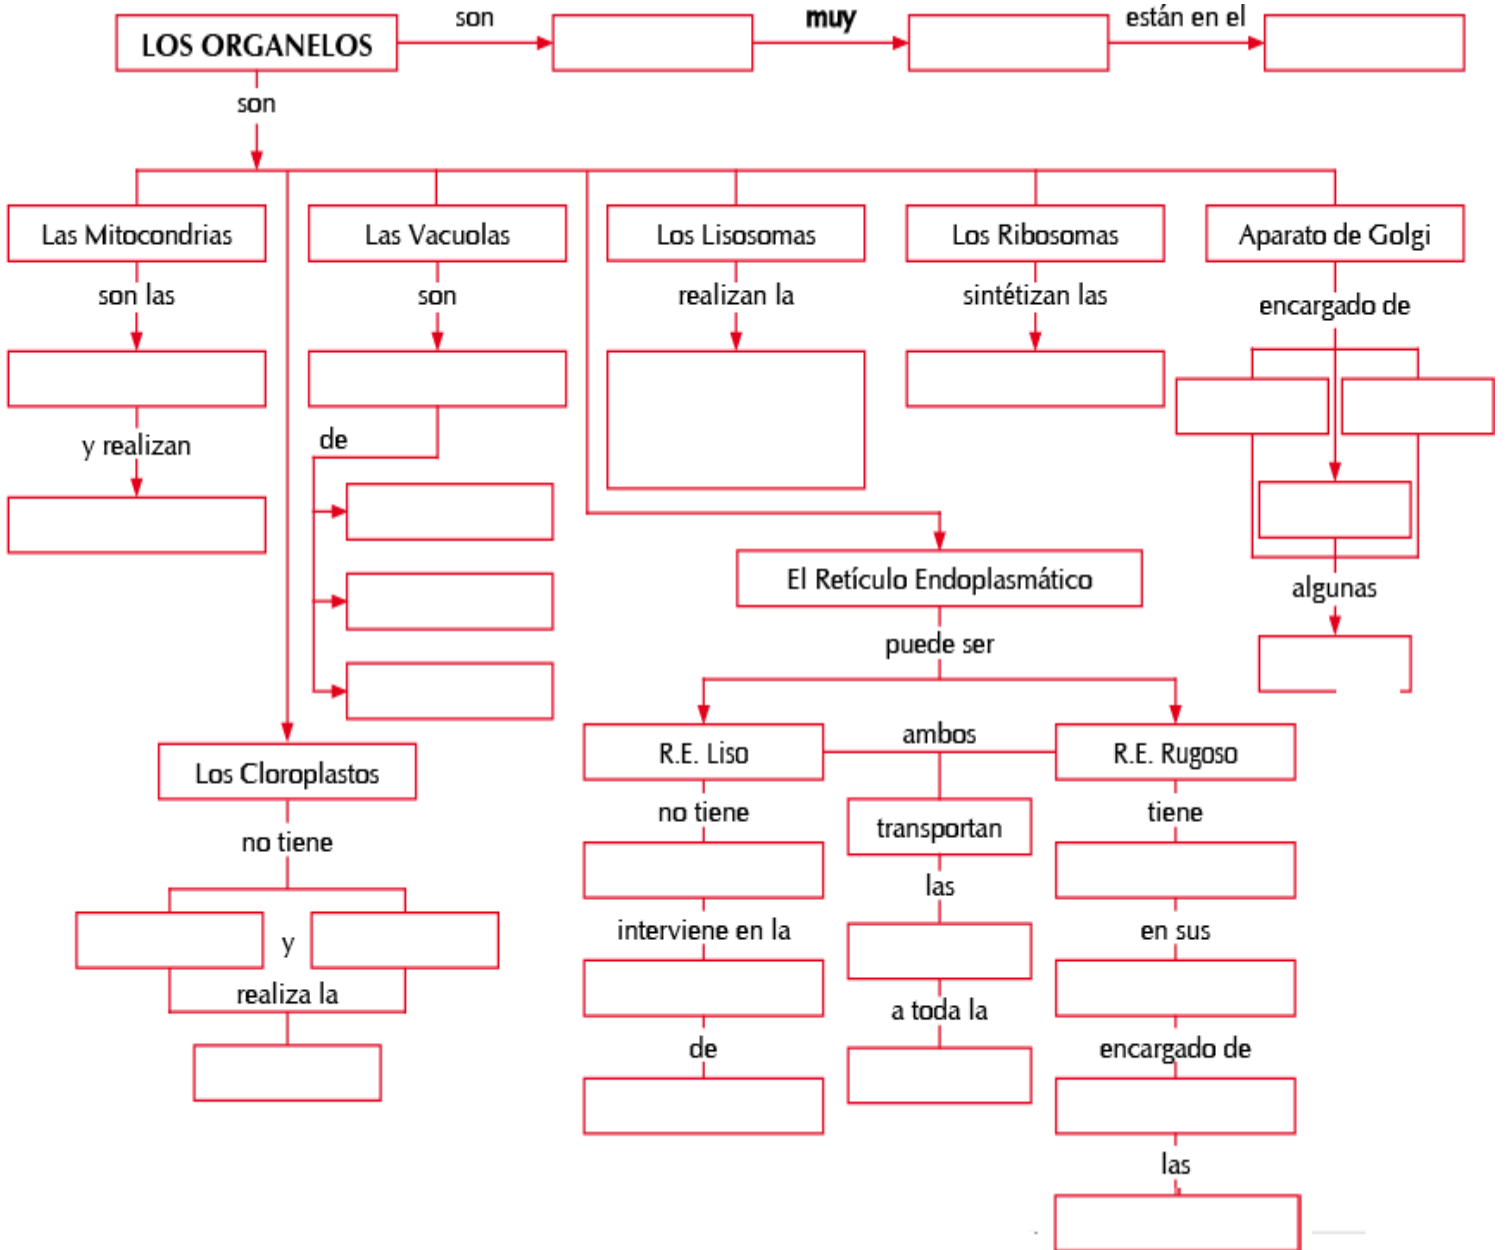 LOS ORGANELOS
son
muy
están en el
son
Las Mitocondrias
Las Vacuolas
Los Lisosomas
Los Ribosomas
Aparato de Golgi
son las
son
realizan la
sintétizan las
encargado de
y realizan
de
El Retículo Endoplasmático
algunas
puede ser
R.E. Liso
ambos
R.E. Rugoso
Los Cloroplastos
no tiene
transportan
tiene
no tiene
las
interviene en la
en sus
y
realiza la
a toda la
de
encargado de
las